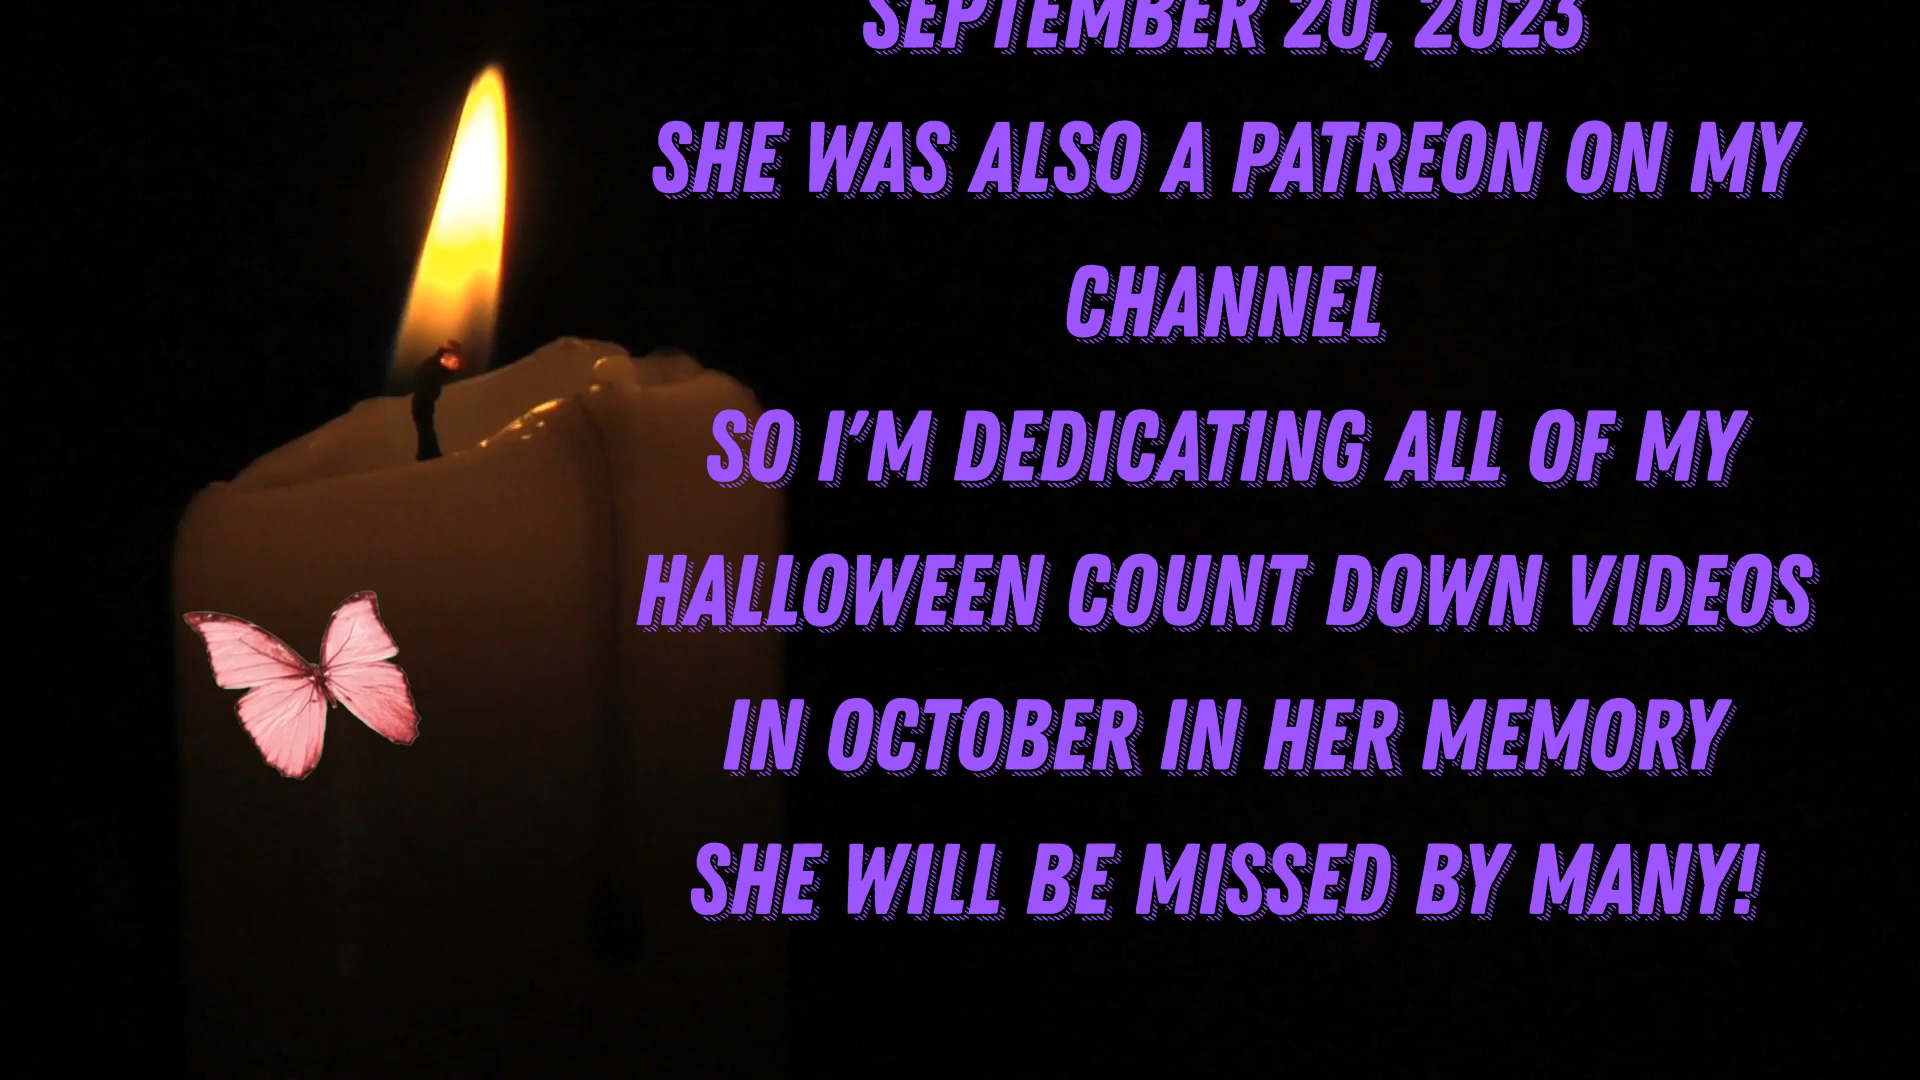 SEPTEMBER 20, 2023
SHE WAS ALSO A PATREON ON MY
CHANNEL
SO I'M DEDICATING ALL OF MY
HALLOWEEN COUNT DOWN VIDEOS
IN OCTOBER IN HER MEMORY
SHE WILL BE MISSED BY MANY!